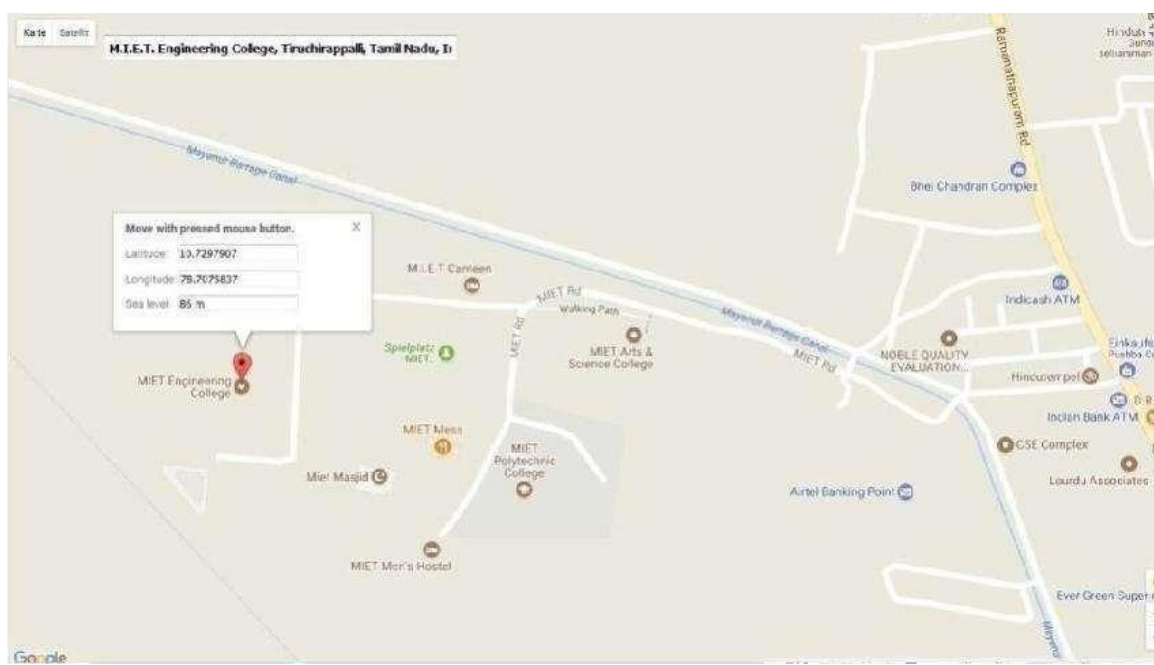 Karte Satellit
M.I.E.T. Engineering College, Tiruchirappalli, Tamil Nadu, I
Ramanathapuram Rd
Mayanur Barrage Canal
Bhel Chandran Complex
Move with pressed mouse button. X
Latitude 10.7297907
Longitude 78.7075837
Sea level 86 m
M.I.E.T Canteen
Indicash ATM
MIET Rd
Walking Path
Mayanur Barrage Canal
MIET Rd
MIET Rd
Spielplatz
MIET.
MIET Arts &
Science College
NOBLE QUALITY
EVALUATION...
MIET Engineering
College
Indian Bank ATM
MIET Mess
MIET
Polytechnic
College
CSE Complex
Miet Masjid
Lourdu Associates
Airtel Banking Point
MIET Men's Hostel
Ever Green Super
Google